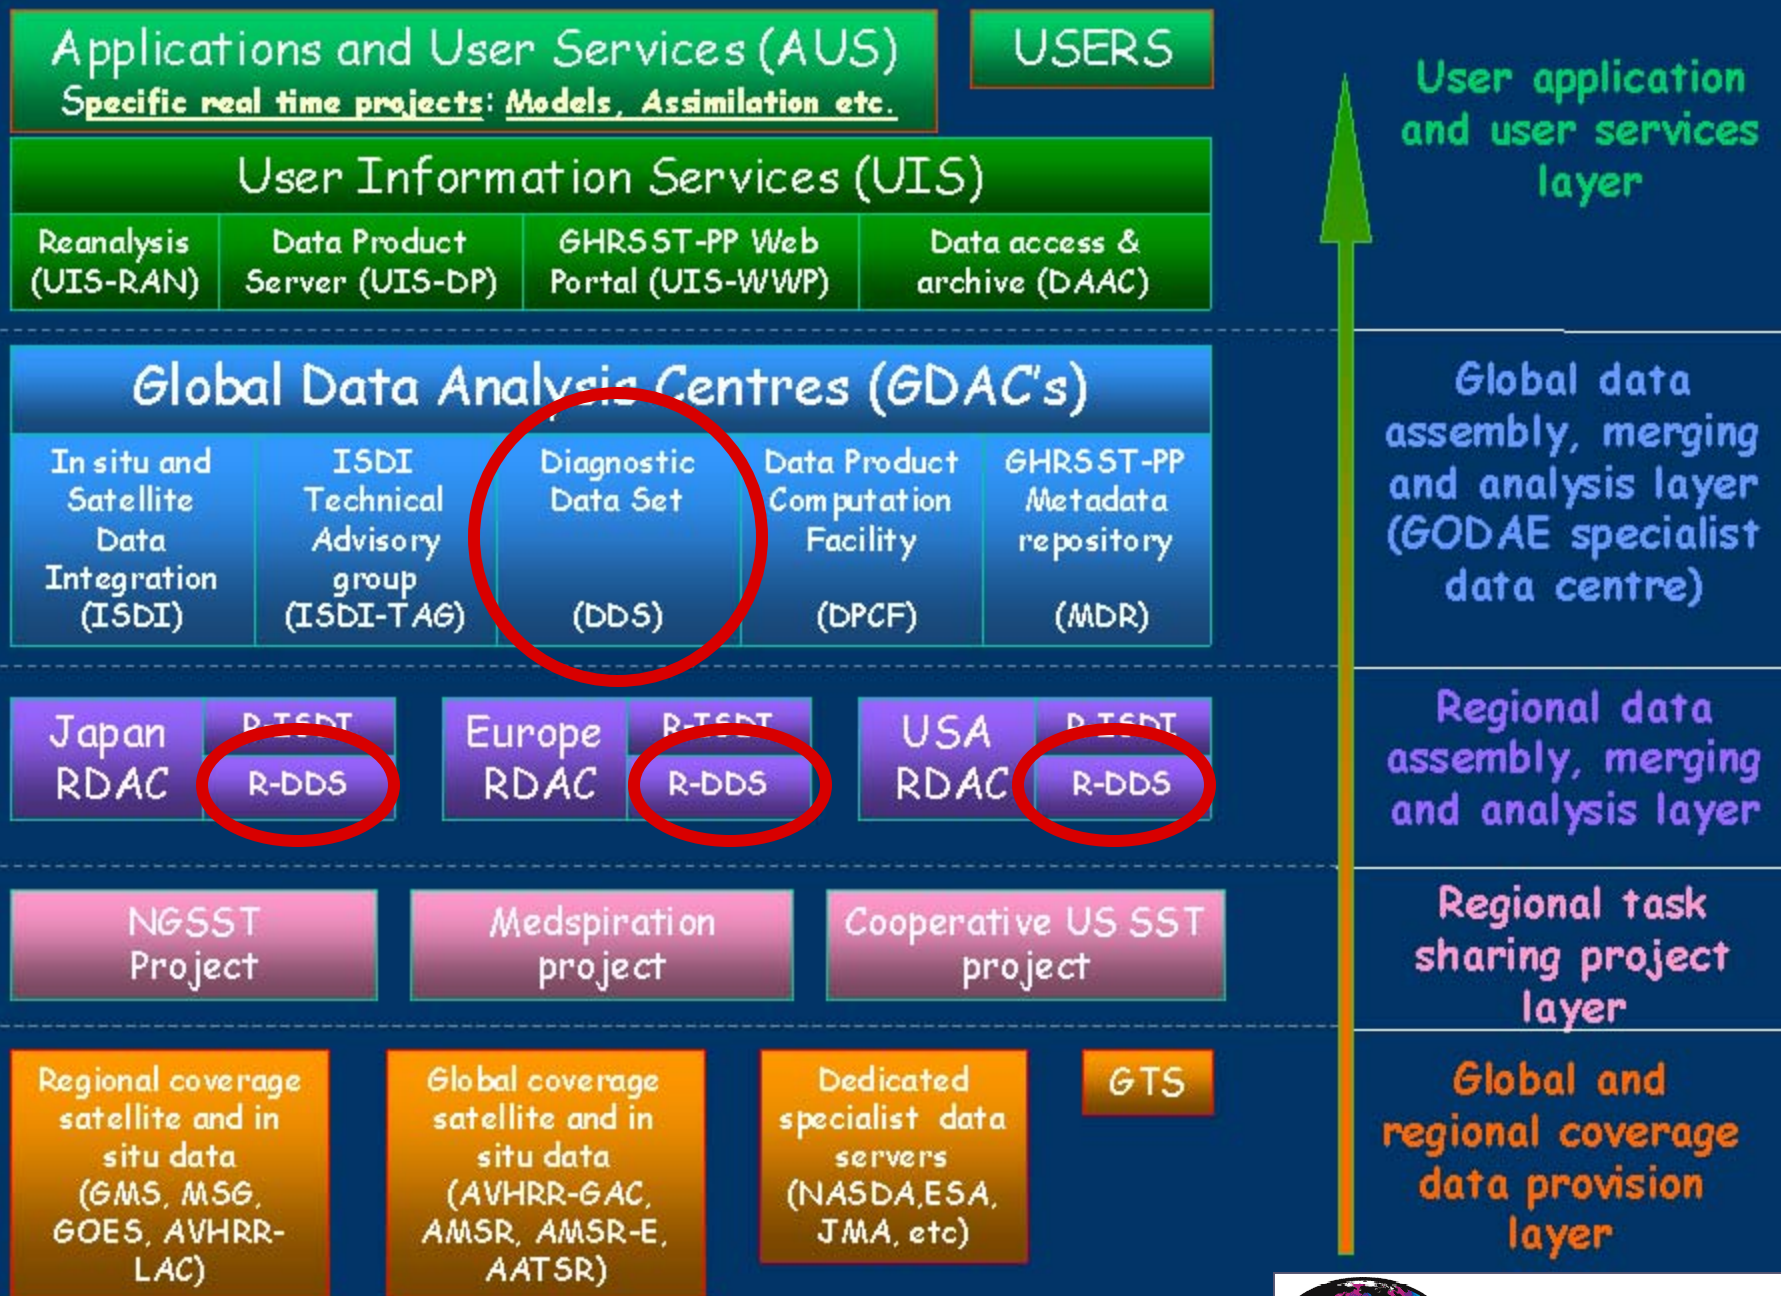 Applications and User Services (AUS)
Specific real time projects: Models, Assimilation etc.
USERS
User application
and user services
layer
User Information Services (UIS)
Reanalysis
(UIS-RAN)
Data Product
Server (UIS-DP)
GHRSST-PP Web
Portal (UIS-WWP)
Data access &
archive (DAAC)
Global Data Analysis Centres (GDAC's)
In situ and
Satellite
Data
Integration
(ISDI)
ISDI
Technical
Advisory
group
(ISDI-TAG)
Diagnostic
Data Set
(DDS)
Data Product
Computation
Facility
(DPCF)
GHRSST-PP
Metadata
repository
(MDR)
Global data
assembly, merging
and analysis layer
(GODAE specialist
data centre)
Japan
RDAC
R-ISDI
R-DDS
Europe
RDAC
R-ISDI
R-DDS
USA
RDAC
R-ISDI
R-DDS
Regional data
assembly, merging
and analysis layer
NGSST
Project
Medspiration
project
Cooperative US SST
project
Regional task
sharing project
layer
Regional coverage
satellite and in
situ data
(GMS, MSG,
GOES, AVHRR-
LAC)
Global coverage
satellite and in
situ data
(AVHRR-GAC,
AMSR, AMSR-E,
AATSR)
Dedicated
specialist data
servers
(NASDA,ESA,
JMA, etc)
GTS
Global and
regional coverage
data provision
layer